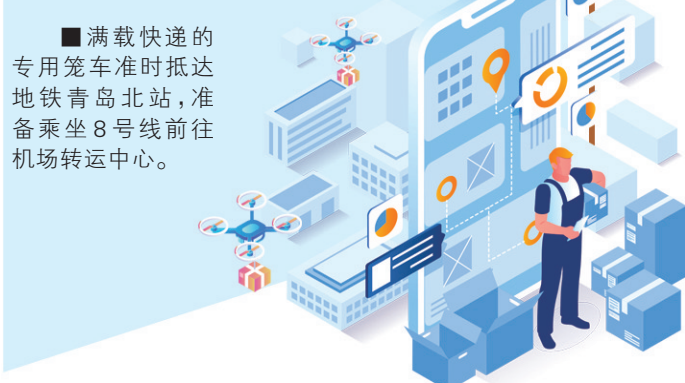 ■满载快递的
专用笼车准时抵达
地铁青岛北站，准
备乘坐8号线前往
机场转运中心。